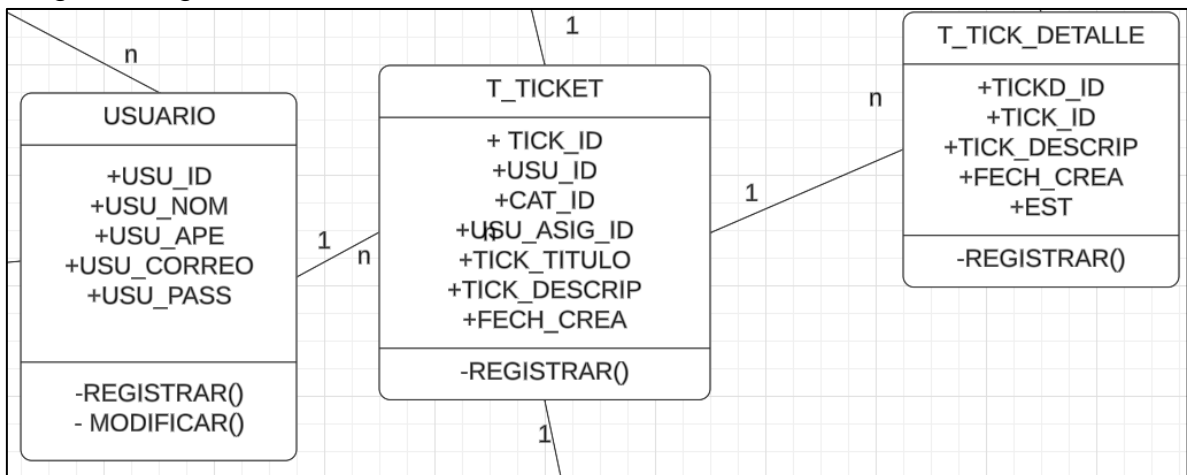 n
USUARIO
+USU_ID
+USU_NOM
+USU_APE
+USU_CORREO
+USU_PASS
-REGISTRAR()
- MODIFICAR()
1
n
1
T_TICKET
+ TICK_ID
+USU_ID
+CAT_ID
+USU_ASIG_ID
n
+TICK_TITULO
+TICK_DESCRIP
+FECH_CREA
-REGISTRAR()
1
1
n
T_TICK_DETALLE
+TICKD_ID
+TICK_ID
+TICK_DESCRIP
+FECH_CREA
+EST
-REGISTRAR()